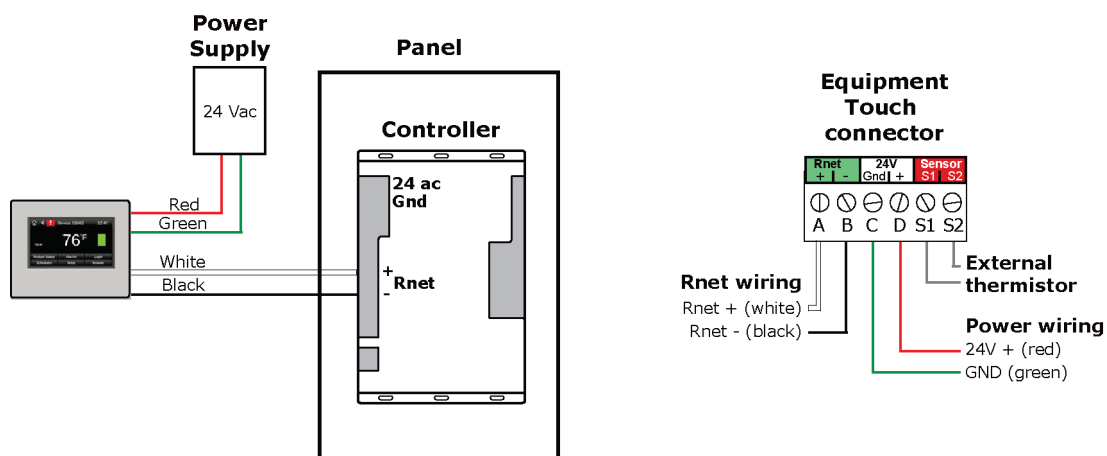 Power
Supply
24 Vac
Panel
Controller
24 ac
Gnd
76°F
Red
Green
White
Black
+
Rnet
-
Equipment
Touch
connector
Rnet 24V Sensor
+ - Gnd + S1 S2
A B C D S1 S2
Rnet wiring
Rnet + (white)
Rnet - (black)
External
thermistor
Power wiring
24V + (red)
GND (green)